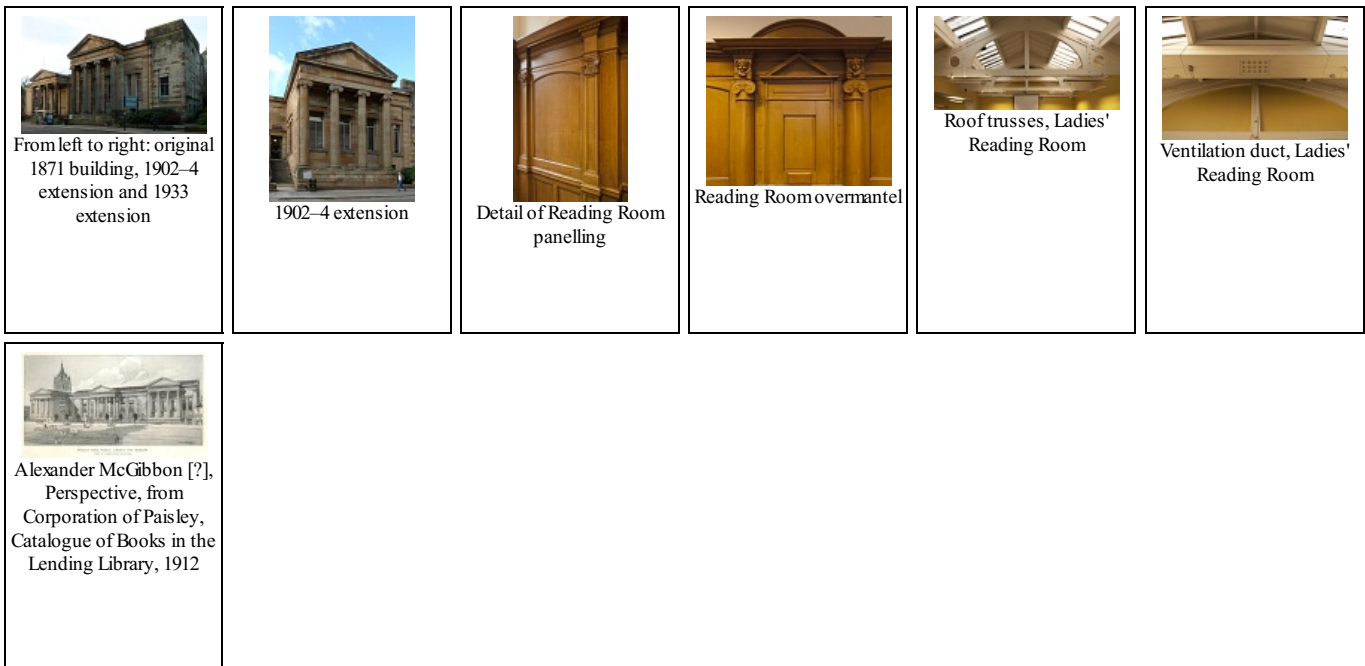 From left to right: original
1871 building, 1902–4
extension and 1933
extension
1902–4 extension
Detail of Reading Room
panelling
Reading Room overmantel
Roof trusses, Ladies'
Reading Room
Ventilation duct, Ladies'
Reading Room
Alexander McGibbon [?],
Perspective, from
Corporation of Paisley,
Catalogue of Books in the
Lending Library, 1912